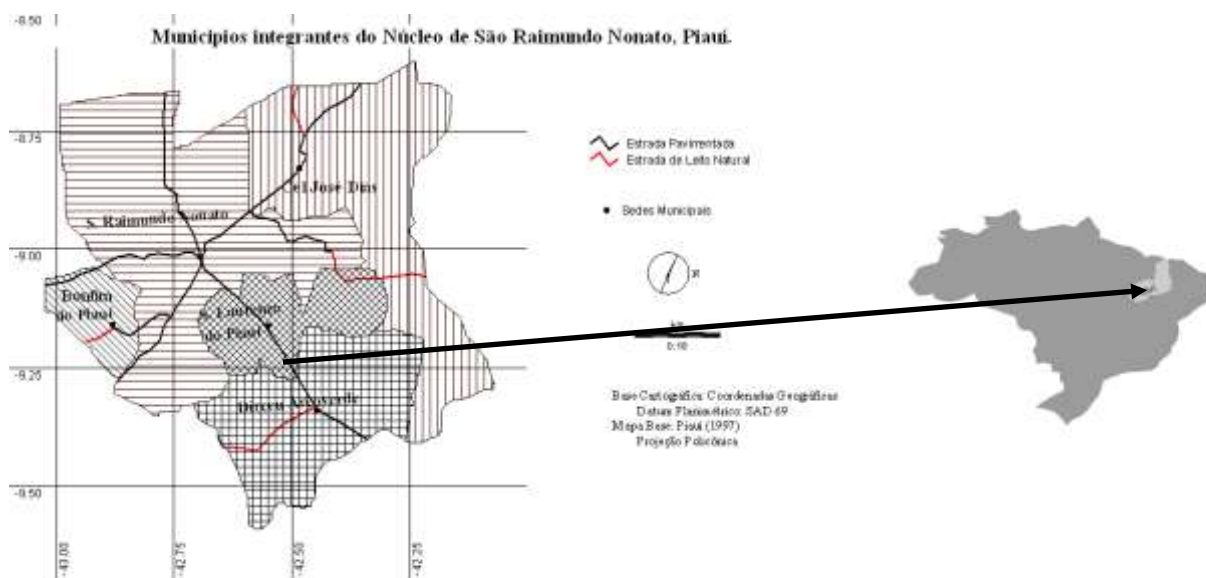 Municípios integrantes do Núcleo de São Raimundo Nonato, Piauí.
-8.50
-8.75
-9.00
-9.25
-9.50
-43.00
-42.75
-42.50
-42.25
Cel José Dias
S. Raimundo Nonato
Bonfim
do Piauí
S. Lourenço
do Piauí
Dirceu Arcoverde
Estrada Pavimentada
Estrada de Leito Natural
Sedes Municipais
N
Base Cartográfica: Coordenadas Geográficas
Datum Planimétrico: SAD 69
Mapa Base: Piauí (1997)
Projeção Policônica